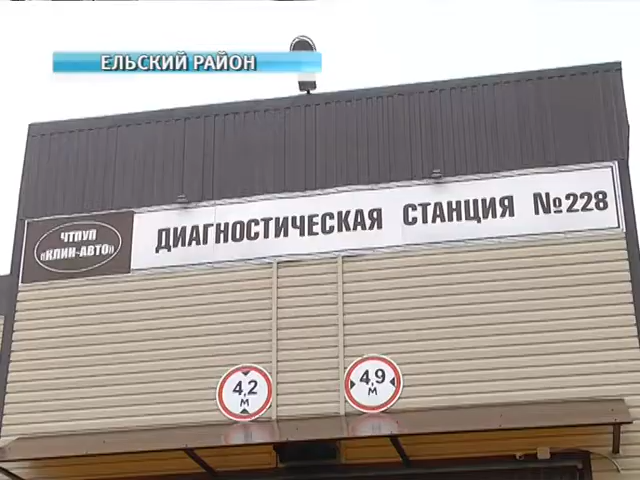 ЕЛЬСКИЙ РАЙОН
ЧТПУП
«КЛИН-АВТО»
ДИАГНОСТИЧЕСКАЯ СТАНЦИЯ №228
4,2
М
4,9
М